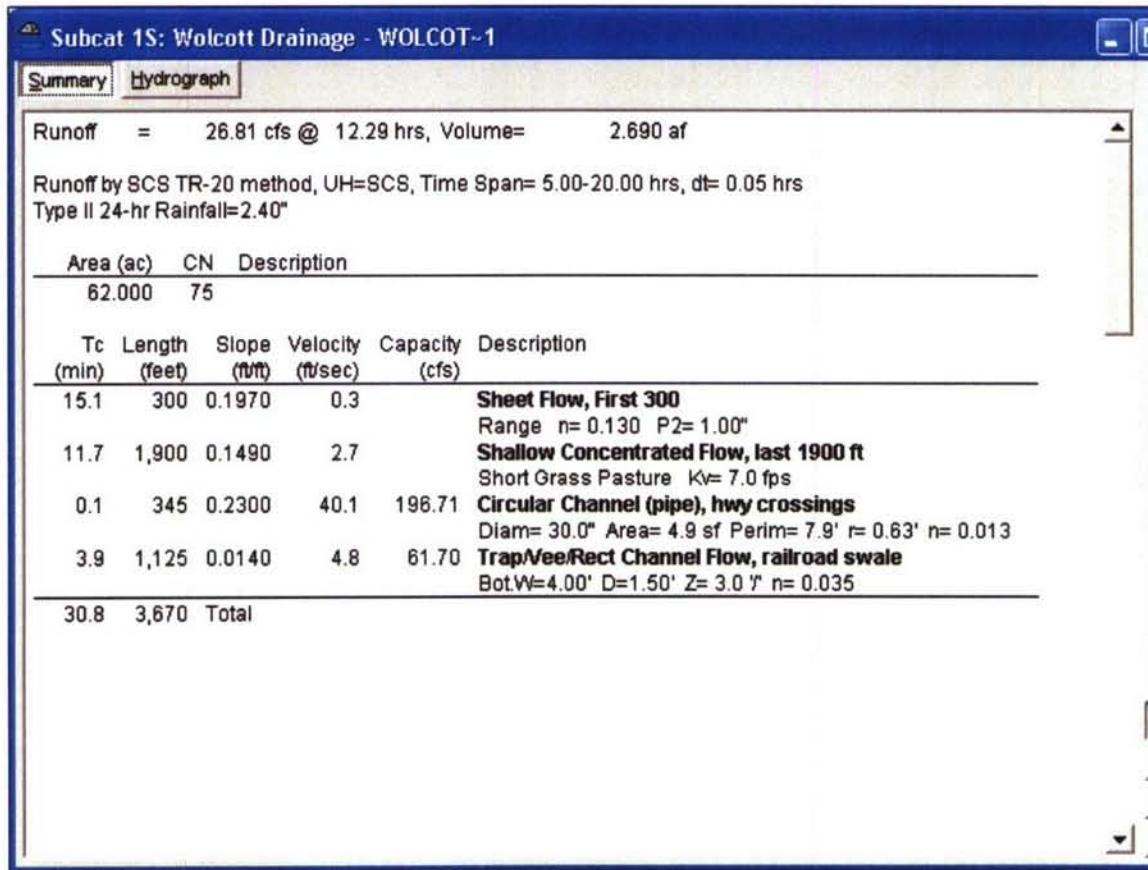 Subcat 1S: Wolcott Drainage - WOLCOT~1
Summary Hydrograph
Runoff = 26.81 cfs @ 12.29 hrs, Volume= 2.690 af
Runoff by SCS TR-20 method, UH=SCS, Time Span= 5.00-20.00 hrs, dt= 0.05 hrs
Type II 24-hr Rainfall=2.40"
Area (ac) CN Description
62.000 75
Tc Length Slope Velocity Capacity Description
(min) (feet) (ft/ft) (ft/sec) (cfs)
15.1 300 0.1970 0.3 Sheet Flow, First 300
Range n= 0.130 P2= 1.00"
11.7 1,900 0.1490 2.7 Shallow Concentrated Flow, last 1900 ft
Short Grass Pasture Kv= 7.0 fps
0.1 345 0.2300 40.1 196.71 Circular Channel (pipe), hwy crossings
Diam= 30.0" Area= 4.9 sf Perim= 7.9' r= 0.63' n= 0.013
3.9 1,125 0.0140 4.8 61.70 Trap/Vee/Rect Channel Flow, railroad swale
Bot.W=4.00' D=1.50' Z= 3.0 '/' n= 0.035
30.8 3,670 Total